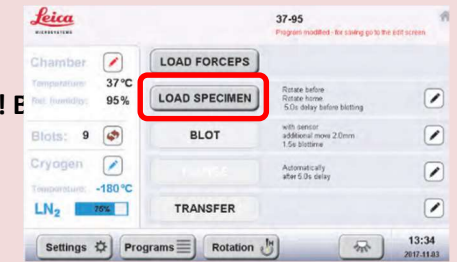 Leica
MICROSYSTEMS
37-95
Program modified - for saving go to the edit screen.
Chamber
Temperature: 37°C
Rel. humidity: 95%
Blots: 9
Cryogen
Temperature: -180°C
LN2 75%
LOAD FORCEPS
LOAD SPECIMEN
Rotate before
Rotate home
5.0s delay before blotting
BLOT
with sensor
additional move 2.0mm
1.5s blottime
Automatically
after 5.0s delay
TRANSFER
! B
Settings
Programs
Rotation
13:34
2017-11-03